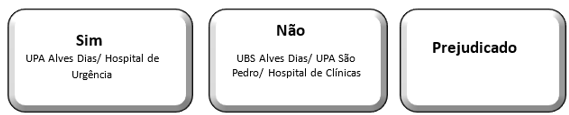 Sim
UPA Alves Dias/ Hospital de
Urgência
Não
UBS Alves Dias/ UPA São
Pedro/ Hospital de Clínicas
Prejudicado